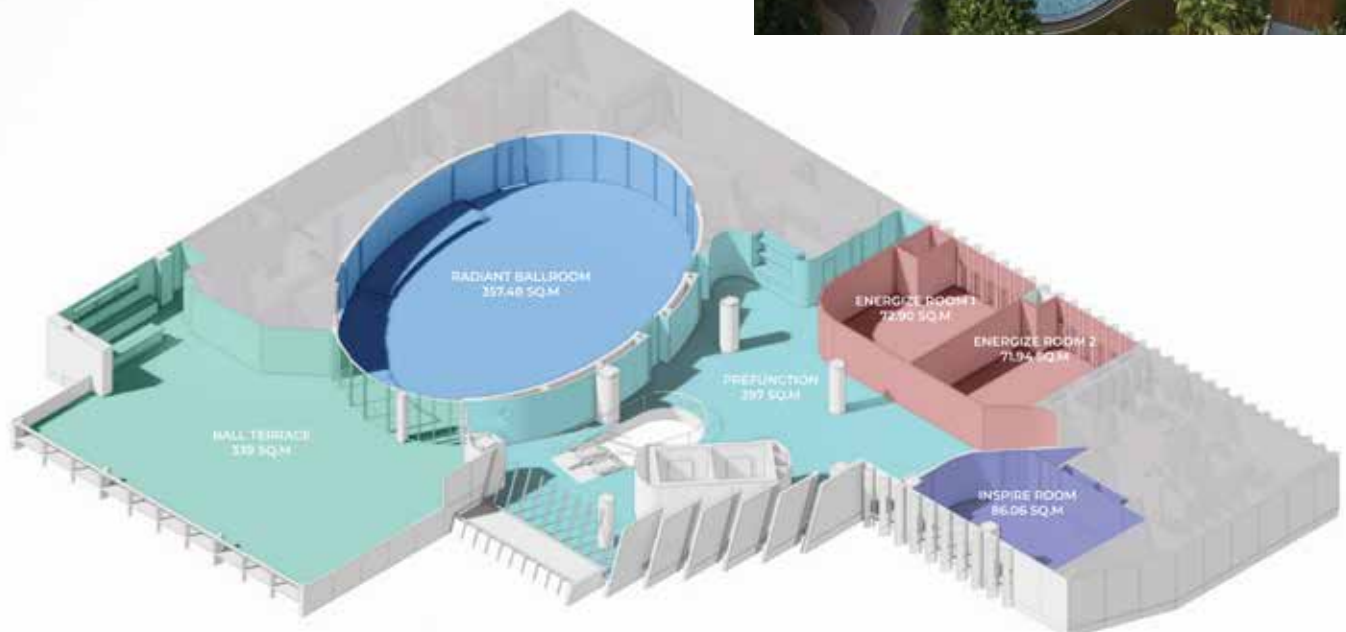 RADIANT BALLROOM
357.48 SQ.M
ENERGIZE ROOM 1
72.90 SQ.M
ENERGIZE ROOM 2
71.94 SQ.M
PREFUNCTION
397 SQ.M
BALL TERRACE
339 SQ.M
INSPIRE ROOM
86.06 SQ.M